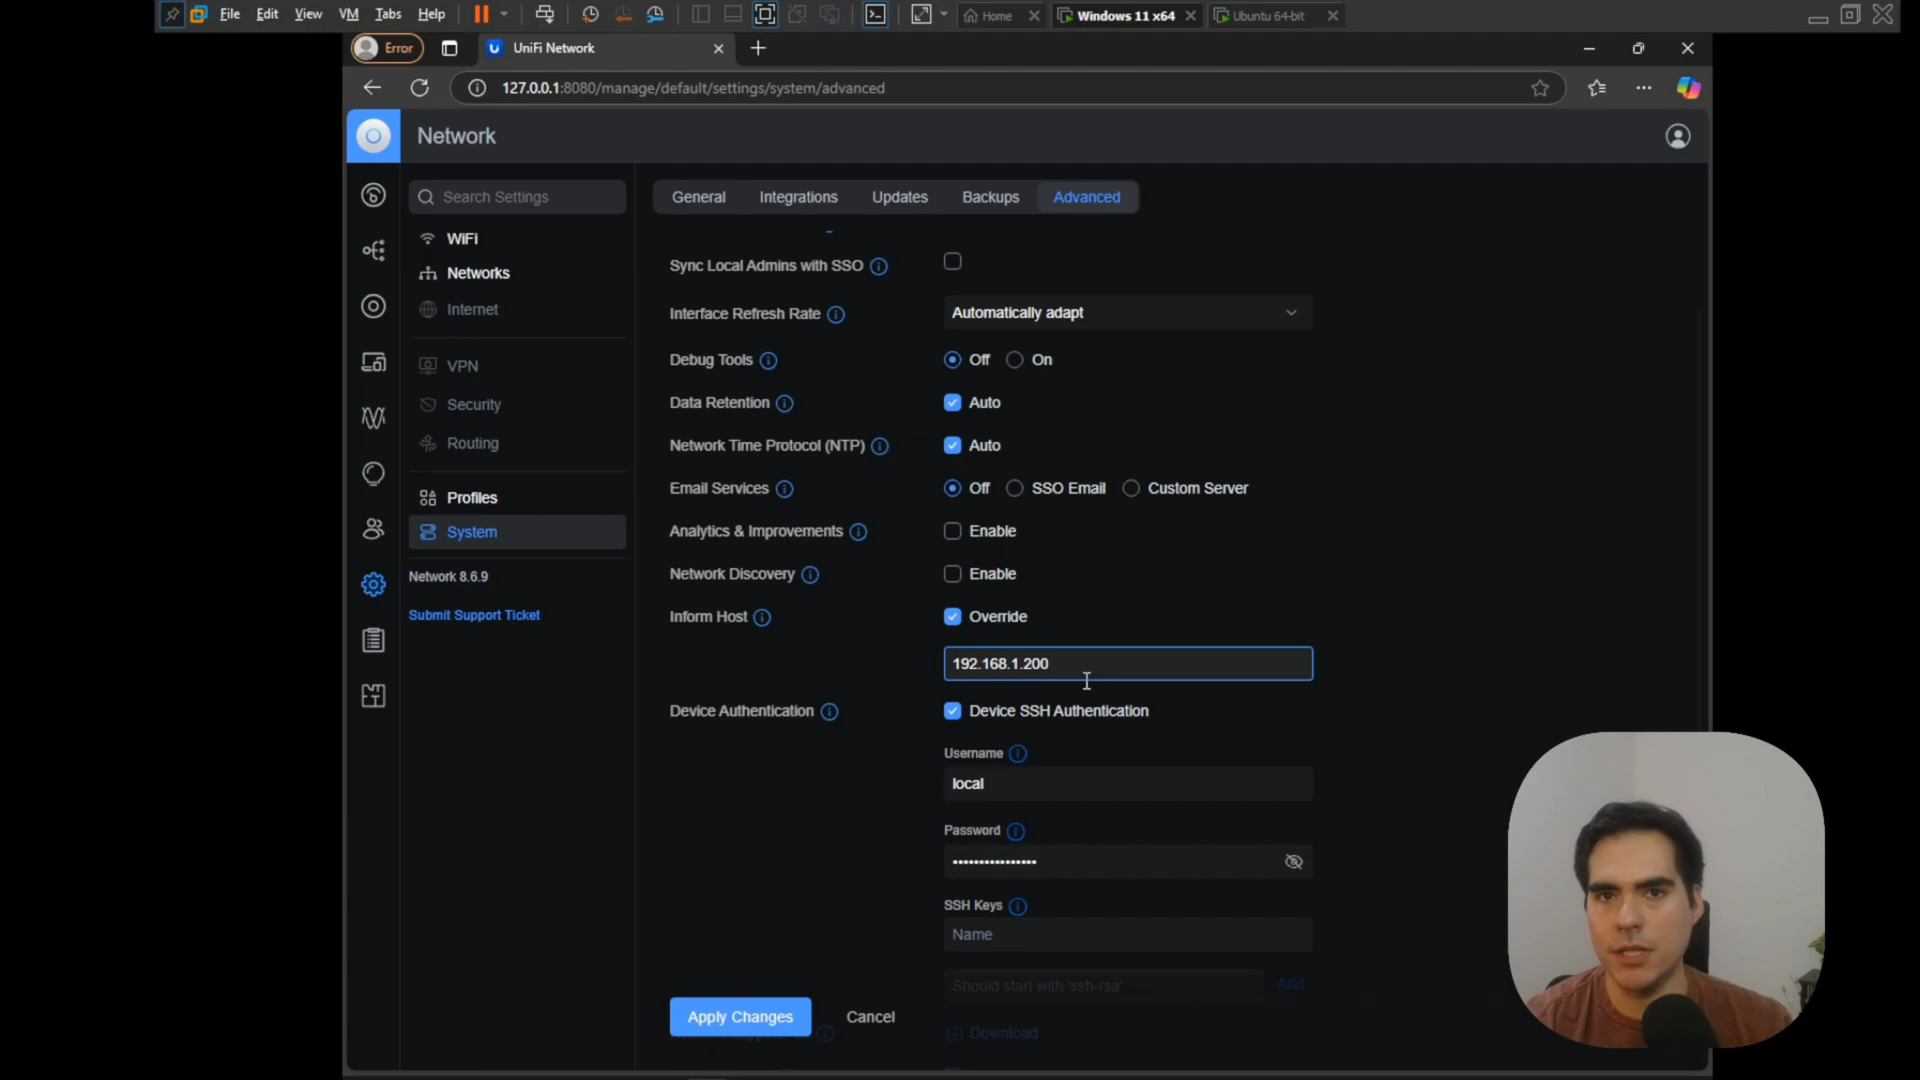 File Edit View VM Tabs Help
Home Windows 11 x64 Ubuntu 64-bit
Error UniFi Network
127.0.0.1:8080/manage/default/settings/system/advanced
Network
Search Settings
WiFi
Networks
Internet
VPN
Security
Routing
Profiles
System
Network 8.6.9
Submit Support Ticket
General Integrations Updates Backups Advanced
Sync Local Admins with SSO
Interface Refresh Rate Automatically adapt
Debug Tools Off On
Data Retention Auto
Network Time Protocol (NTP) Auto
Email Services Off SSO Email Custom Server
Analytics & Improvements Enable
Network Discovery Enable
Inform Host Override
192.168.1.200
Device Authentication Device SSH Authentication
Username
local
Password
SSH Keys
Name
Should start with 'ssh-rsa' Add
Apply Changes Cancel
Download